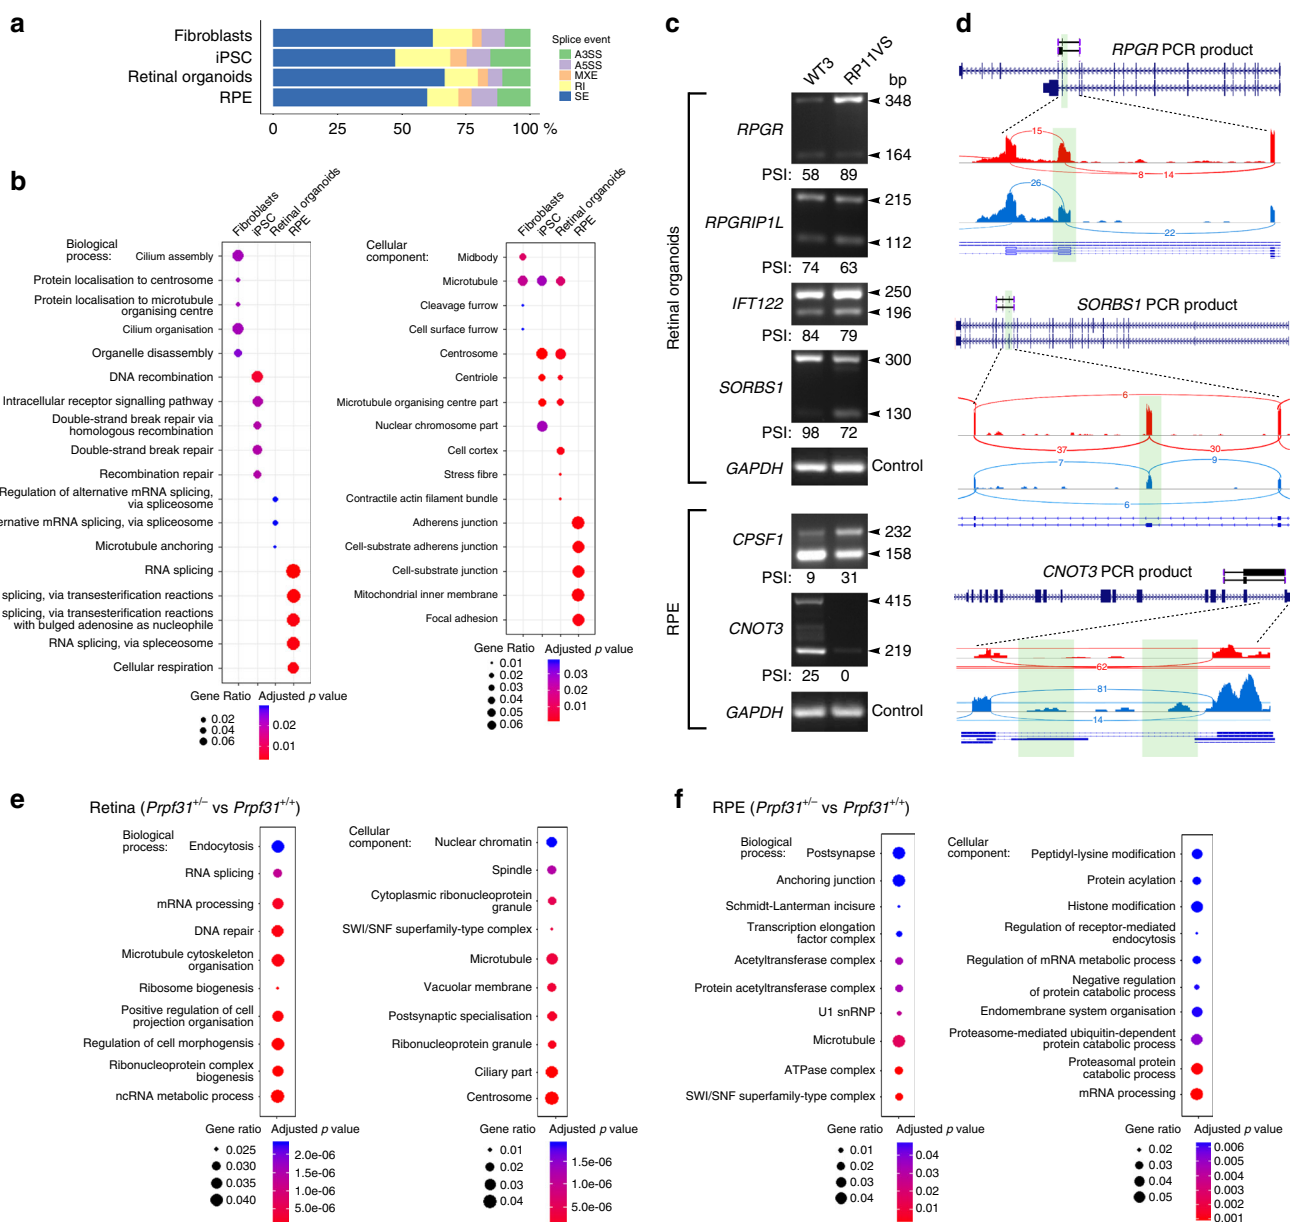 a
Fibroblasts
iPSC
Retinal organoids
RPE
0 25 50 75 100 %
Splice event
A3SS
A5SS
MXE
RI
SE
b
Fibroblasts
iPSC
Retinal organoids
RPE
Biological
process:
Cilium assembly
Protein localisation to centrosome
Protein localisation to microtubule
organising centre
Cilium organisation
Organelle disassembly
DNA recombination
Intracellular receptor signalling pathway
Double-strand break repair via
homologous recombination
Double-strand break repair
Recombination repair
Regulation of alternative mRNA splicing,
via spliceosome
ernative mRNA splicing, via spliceosome
Microtubule anchoring
RNA splicing
splicing, via transesterification reactions
splicing, via transesterification reactions
with bulged adenosine as nucleophile
RNA splicing, via spleceosome
Cellular respiration
Gene Ratio
0.02
0.04
0.06
Adjusted p value
0.02
0.01
Fibroblasts
iPSC
Retinal organoids
RPE
Cellular
component:
Midbody
Microtubule
Cleavage furrow
Cell surface furrow
Centrosome
Centriole
Microtubule organising centre part
Nuclear chromosome part
Cell cortex
Stress fibre
Contractile actin filament bundle
Adherens junction
Cell-substrate adherens junction
Cell-substrate junction
Mitochondrial inner membrane
Focal adhesion
Gene Ratio
0.01
0.02
0.03
0.04
0.05
0.06
Adjusted p value
0.03
0.02
0.01
c
WT3
RP11VS
bp
Retinal organoids
RPGR
348
164
PSI: 58 89
RPGRIP1L
215
112
PSI: 74 63
IFT122
250
196
PSI: 84 79
SORBS1
300
130
PSI: 98 72
GAPDH
Control
RPE
CPSF1
232
158
PSI: 9 31
CNOT3
415
219
PSI: 25 0
GAPDH
Control
d
RPGR PCR product
15
8 14
26
22
SORBS1 PCR product
6
37 30
7 9
6
CNOT3 PCR product
62
81
14
e
Retina (Prpf31+/– vs Prpf31+/+)
Biological
process:
Endocytosis
RNA splicing
mRNA processing
DNA repair
Microtubule cytoskeleton
organisation
Ribosome biogenesis
Positive regulation of cell
projection organisation
Regulation of cell morphogenesis
Ribonucleoprotein complex
biogenesis
ncRNA metabolic process
Gene ratio
0.025
0.030
0.035
0.040
Adjusted p value
2.0e-06
1.5e-06
1.0e-06
5.0e-06
Cellular
component:
Nuclear chromatin
Spindle
Cytoplasmic ribonucleoprotein
granule
SWI/SNF superfamily-type complex
Microtubule
Vacuolar membrane
Postsynaptic specialisation
Ribonucleoprotein granule
Ciliary part
Centrosome
Gene ratio
0.01
0.02
0.03
0.04
Adjusted p value
1.5e-06
1.0e-06
5.0e-06
f
RPE (Prpf31+/– vs Prpf31+/+)
Biological
process:
Postsynapse
Anchoring junction
Schmidt-Lanterman incisure
Transcription elongation
factor complex
Acetyltransferase complex
Protein acetyltransferase complex
U1 snRNP
Microtubule
ATPase complex
SWI/SNF superfamily-type complex
Gene ratio
0.01
0.02
0.03
0.04
Adjusted p value
0.04
0.03
0.02
0.01
Cellular
component:
Peptidyl-lysine modification
Protein acylation
Histone modification
Regulation of receptor-mediated
endocytosis
Regulation of mRNA metabolic process
Negative regulation
of protein catabolic process
Endomembrane system organisation
Proteasome-mediated ubiquitin-dependent
protein catabolic process
Proteasomal protein
catabolic process
mRNA processing
Gene ratio
0.02
0.03
0.04
0.05
Adjusted p value
0.006
0.005
0.004
0.003
0.002
0.001